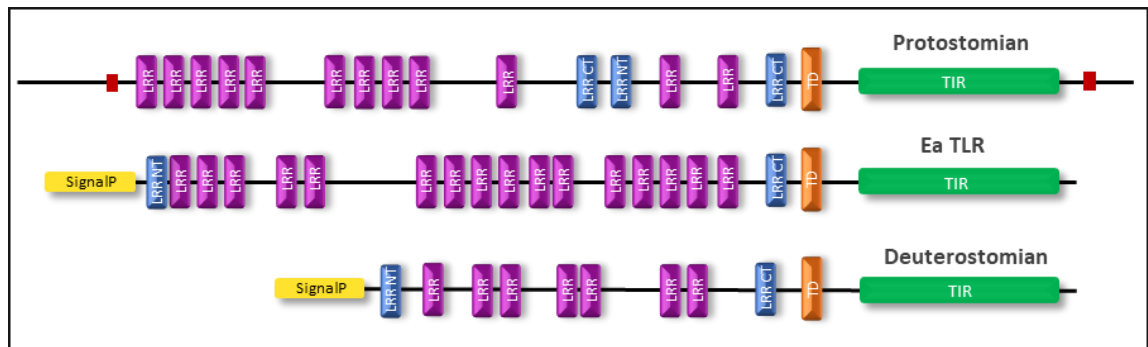 Protostomian
LRR LRR LRR LRR LRR LRR LRR LRR LRR LRR LRR CT LRR NT LRR LRR LRR CT TD TIR
Ea TLR
SignalP LRR NT LRR LRR LRR LRR LRR LRR LRR LRR LRR LRR LRR LRR LRR LRR LRR LRR LRR CT TD TIR
Deuterostomian
SignalP LRR NT LRR LRR LRR LRR LRR LRR LRR LRR CT TD TIR